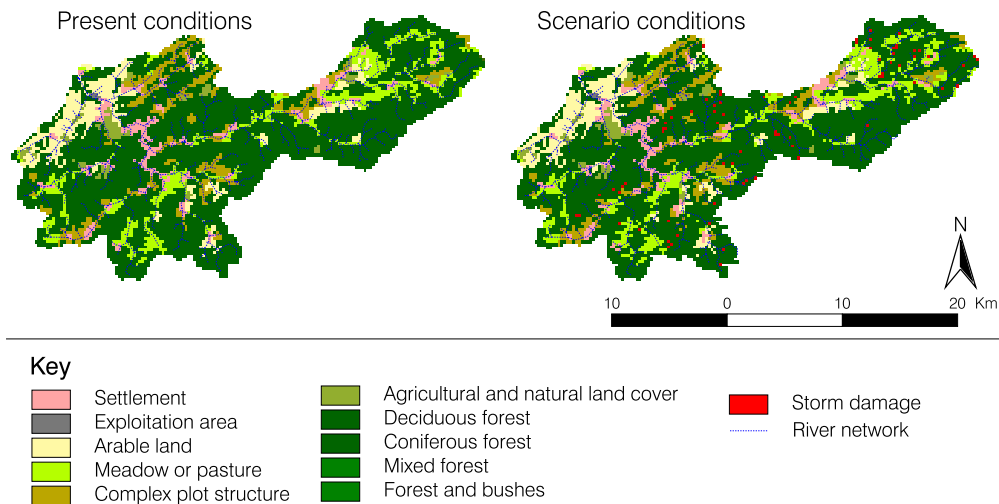 Present conditions
Scenario conditions
N
10 0 10 20 Km
Key
Settlement
Exploitation area
Arable land
Meadow or pasture
Complex plot structure
Agricultural and natural land cover
Deciduous forest
Coniferous forest
Mixed forest
Forest and bushes
Storm damage
River network